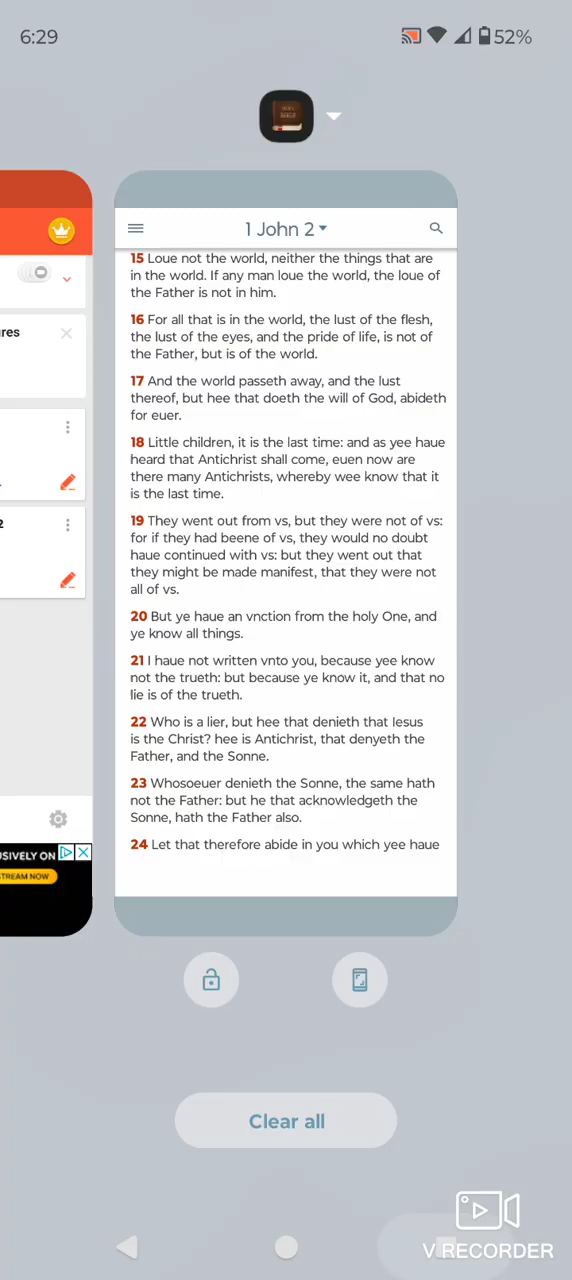 6:29
52%
HOLY
BIBLE
1 John 2
15 Loue not the world, neither the things that are
in the world. If any man loue the world, the loue of
the Father is not in him.
16 For all that is in the world, the lust of the flesh,
the lust of the eyes, and the pride of life, is not of
the Father, but is of the world.
17 And the world passeth away, and the lust
thereof, but hee that doeth the will of God, abideth
for euer.
18 Little children, it is the last time: and as yee haue
heard that Antichrist shall come, euen now are
there many Antichrists, whereby wee know that it
is the last time.
19 They went out from vs, but they were not of vs:
for if they had beene of vs, they would no doubt
haue continued with vs: but they went out that
they might be made manifest, that they were not
all of vs.
20 But ye haue an vnction from the holy One, and
ye know all things.
21 I haue not written vnto you, because yee know
not the trueth: but because ye know it, and that no
lie is of the trueth.
22 Who is a lier, but hee that denieth that Iesus
is the Christ? hee is Antichrist, that denyeth the
Father, and the Sonne.
23 Whosoeuer denieth the Sonne, the same hath
not the Father: but he that acknowledgeth the
Sonne, hath the Father also.
24 Let that therefore abide in you which yee haue
res
2
USIVELY ON
STREAM NOW
Clear all
V.RECORDER